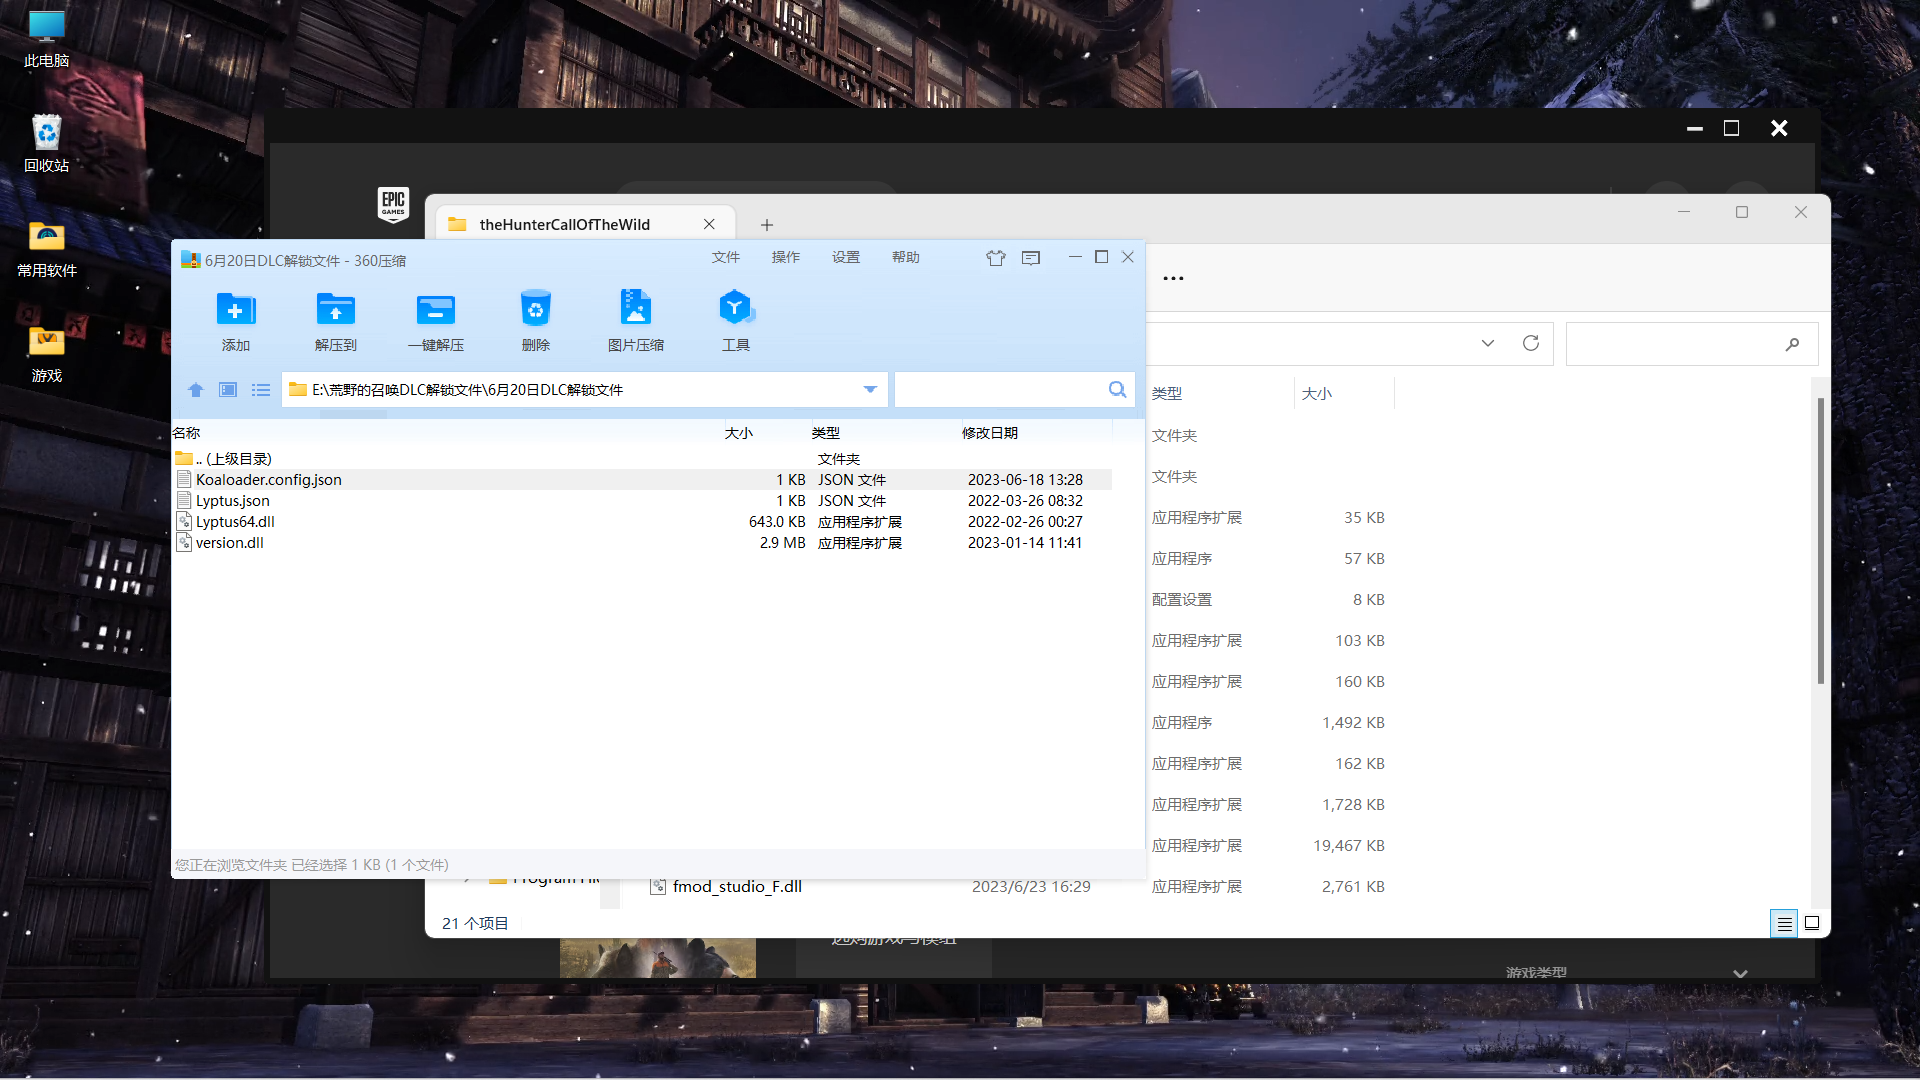 此电脑
回收站
常用软件
游戏
EPIC
GAMES
theHunterCallOfTheWild
6月20日DLC解锁文件 - 360压缩
文件 操作 设置 帮助
添加 解压到 一键解压 删除 图片压缩 工具
E:\荒野的召唤DLC解锁文件\6月20日DLC解锁文件
名称 大小 类型 修改日期
.. (上级目录) 文件夹
Koaloader.config.json 1 KB JSON 文件 2023-06-18 13:28
Lyptus.json 1 KB JSON 文件 2022-03-26 08:32
Lyptus64.dll 643.0 KB 应用程序扩展 2022-02-26 00:27
version.dll 2.9 MB 应用程序扩展 2023-01-14 11:41
您正在浏览文件夹 已经选择 1 KB (1 个文件)
类型 大小
文件夹
文件夹
应用程序扩展 35 KB
应用程序 57 KB
配置设置 8 KB
应用程序扩展 103 KB
应用程序扩展 160 KB
应用程序 1,492 KB
应用程序扩展 162 KB
应用程序扩展 1,728 KB
应用程序扩展 19,467 KB
fmod_studio_F.dll 2023/6/23 16:29 应用程序扩展 2,761 KB
21 个项目
游戏类型